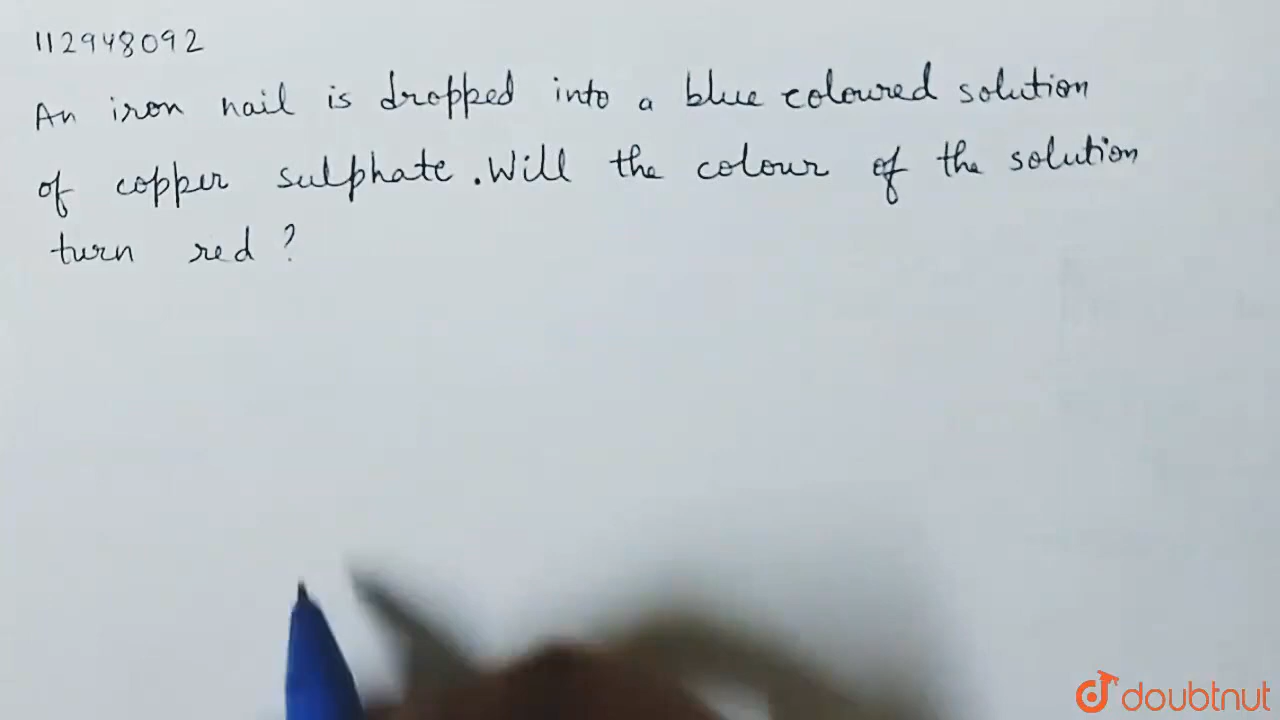 112948092
An iron nail is dropped into a blue coloured solution
of copper sulphate. Will the colour of the solution
turn red?
doubtnut